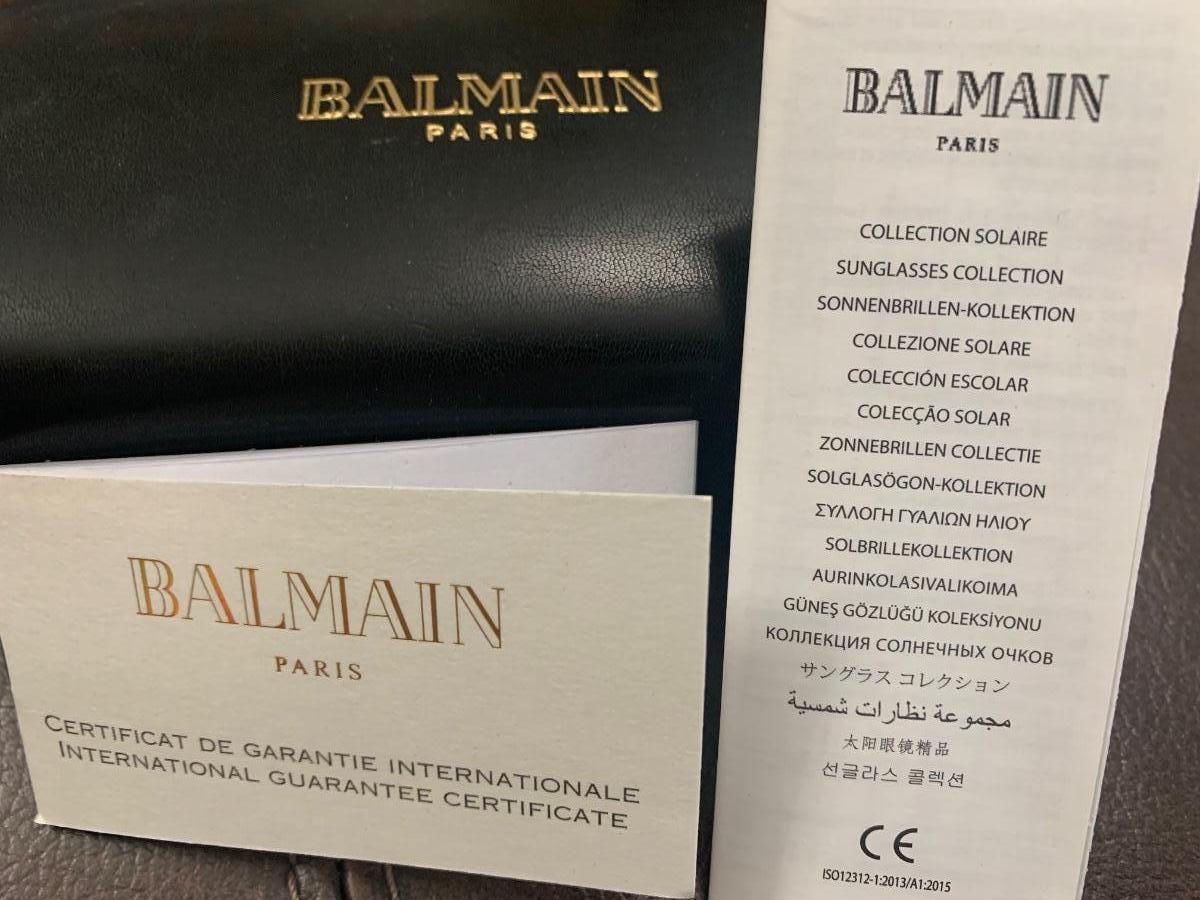 BALMAIN
PARIS
BALMAIN
PARIS
CERTIFICAT DE GARANTIE INTERNATIONALE
INTERNATIONAL GUARANTEE CERTIFICATE
BALMAIN
PARIS
COLLECTION SOLAIRE
SUNGLASSES COLLECTION
SONNENBRILLEN-KOLLEKTION
COLLEZIONE SOLARE
COLECCIÓN ESCOLAR
COLECÇÃO SOLAR
ZONNEBRILLEN COLLECTIE
SOLGLASÖGON-KOLLEKTION
ΣΥΛΛΟΓΗ ΓΥΑΛΙΩΝ ΗΛΙΟΥ
SOLBRILLEKOLLEKTION
AURINKOLASIVALIKOIMA
GÜNEŞ GÖZLÜĞÜ KOLEKSİYONU
КОЛЛЕКЦИЯ СОЛНЕЧНЫХ ОЧКОВ
サングラス コレクション
مجموعة نظارات شمسية
太阳眼镜精品
선글라스 콜렉션
CE
ISO12312-1:2013/A1:2015